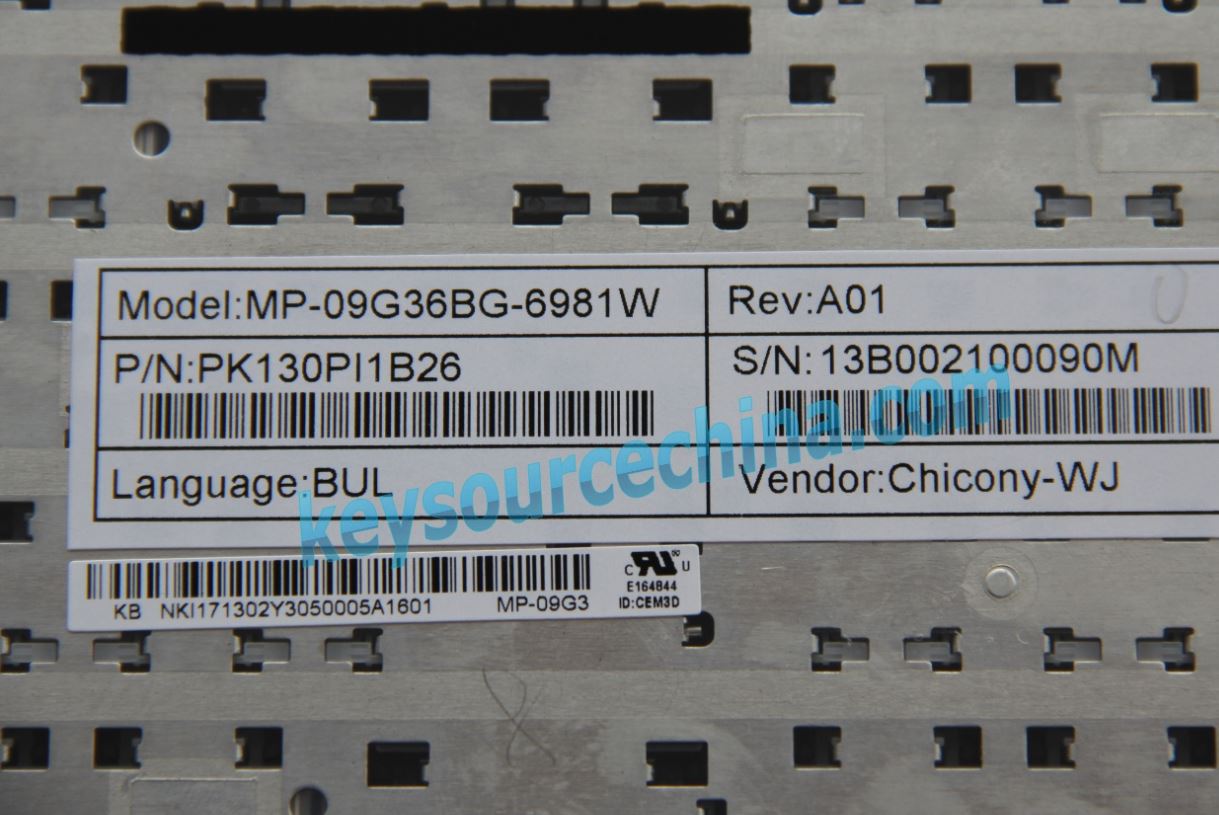 Model:MP-09G36BG-6981W
Rev:A01
P/N:PK130PI1B26
S/N:13B002100090M
Language:BUL
Vendor:Chicony-WJ
keysourcechina.com
C RU ® U
E164844
KB NKI171302Y3050005A1601 MP-09G3 ID:CEM3D